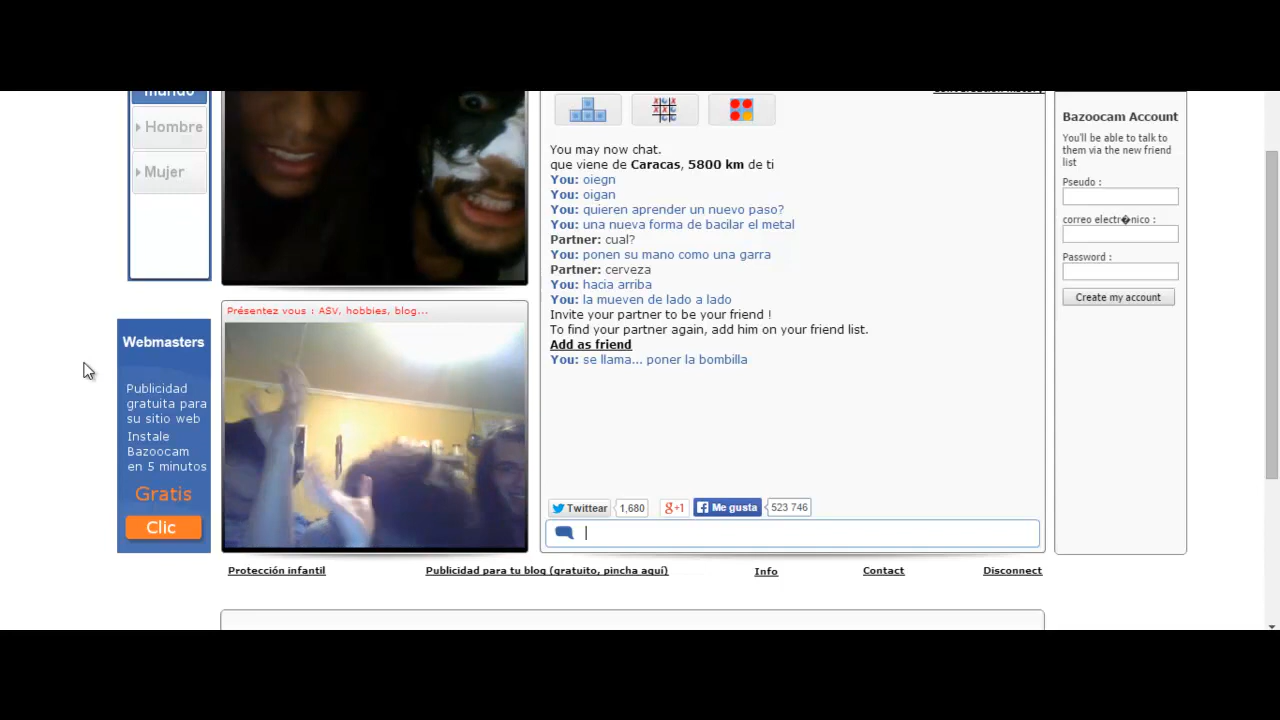 mundo
Hombre
Mujer
You may now chat.
que viene de Caracas, 5800 km de ti
You: oiegn
You: oigan
You: quieren aprender un nuevo paso?
You: una nueva forma de bacilar el metal
Partner: cual?
You: ponen su mano como una garra
Partner: cerveza
You: hacia arriba
You: la mueven de lado a lado
Invite your partner to be your friend !
To find your partner again, add him on your friend list.
Add as friend
You: se llama... poner la bombilla
Bazoocam Account
You'll be able to talk to
them via the new friend
list
Pseudo :
correo electr�nico :
Password :
Create my account
Présentez vous : ASV, hobbies, blog...
Webmasters
Publicidad
gratuita para
su sitio web
Instale
Bazoocam
en 5 minutos
Gratis
Clic
Twittear 1,680 g+1 Me gusta 523 746
Protección infantil
Publicidad para tu blog (gratuito, pincha aquí)
Info
Contact
Disconnect